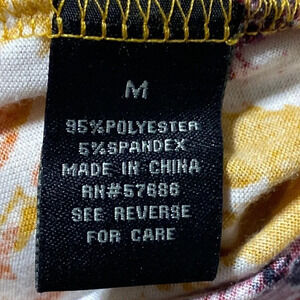 M
95%POLYESTER
5%SPANDEX
MADE IN CHINA
RN#57686
SEE REVERSE
FOR CARE